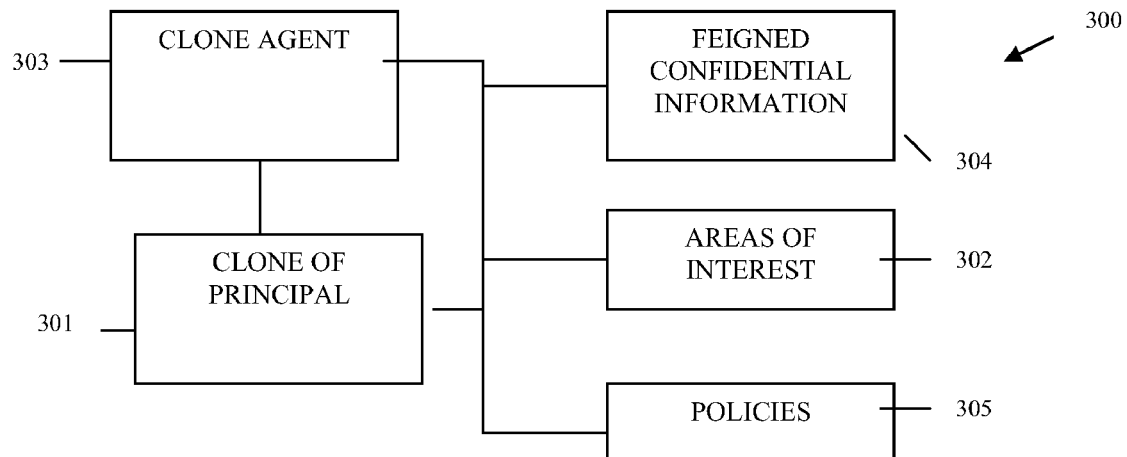 300
CLONE AGENT
303
FEIGNED
CONFIDENTIAL
INFORMATION
304
CLONE OF
PRINCIPAL
301
AREAS OF
INTEREST
302
POLICIES
305